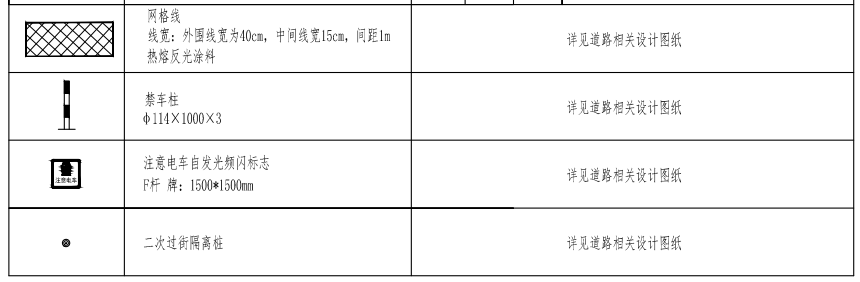 网格线
线宽：外围线宽为40cm，中间线宽15cm，间距1m
热熔反光涂料
详见道路相关设计图纸
禁车柱
φ114×1000×3
详见道路相关设计图纸
注意电车
注意电车自发光频闪标志
F杆 牌：1500*1500mm
详见道路相关设计图纸
二次过街隔离桩
详见道路相关设计图纸